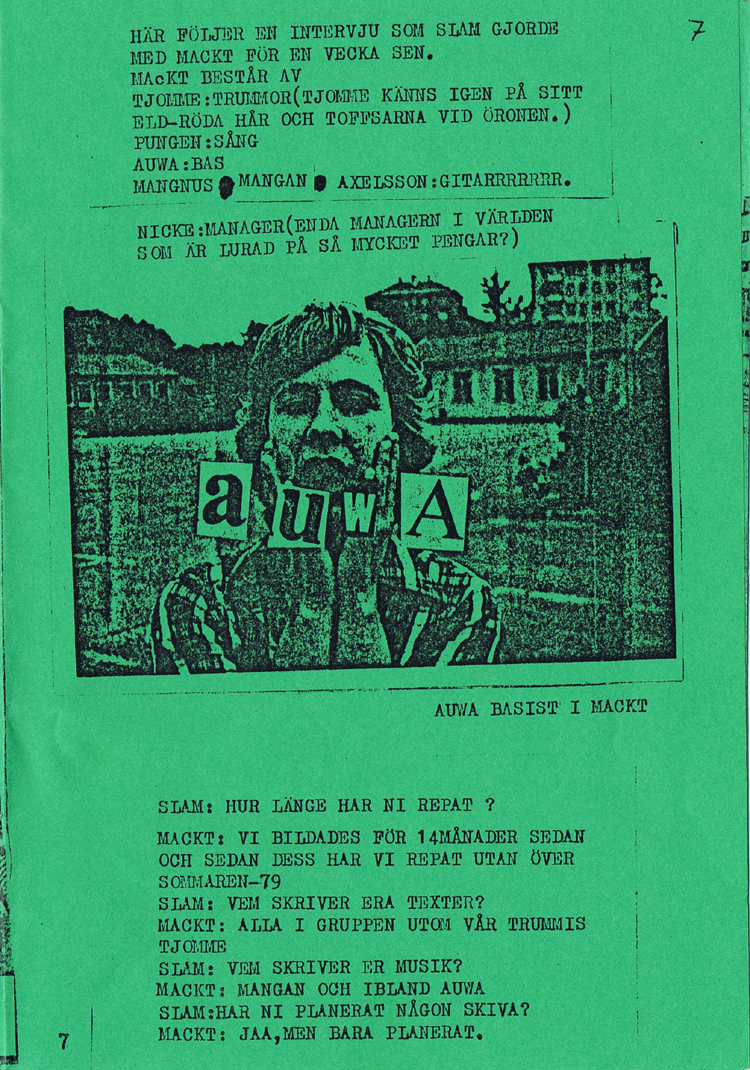 7
HÄR FÖLJER EN INTERVJU SOM SLAM GJORDE
MED MACKT FÖR EN VECKA SEN.
MAcKT BESTÅR AV
TJOMME:TRUMMOR(TJOMME KÄNNS IGEN PÅ SITT
ELD-RÖDA HÅR OCH TOFFSARNA VID ÖRONEN.)
PUNGEN:SÅNG
AUWA:BAS
MANGNUS MANGAN AXELSSON:GITARRRRRRR.
NICKE:MANAGER(ENDA MANAGERN I VÄRLDEN
SOM ÄR LURAD PÅ SÅ MYCKET PENGAR?)
auwA
AUWA BASIST I MACKT
SLAM: HUR LÄNGE HAR NI REPAT ?
MACKT: VI BILDADES FÖR 14MÅNADER SEDAN
OCH SEDAN DESS HAR VI REPAT UTAN ÖVER
SOMMAREN-79
SLAM: VEM SKRIVER ERA TEXTER?
MACKT: ALLA I GRUPPEN UTOM VÅR TRUMMIS
TJOMME
SLAM: VEM SKRIVER ER MUSIK?
MACKT: MANGAN OCH IBLAND AUWA
SLAM:HAR NI PLANERAT NÅGON SKIVA?
MACKT: JAA,MEN BARA PLANERAT.
7